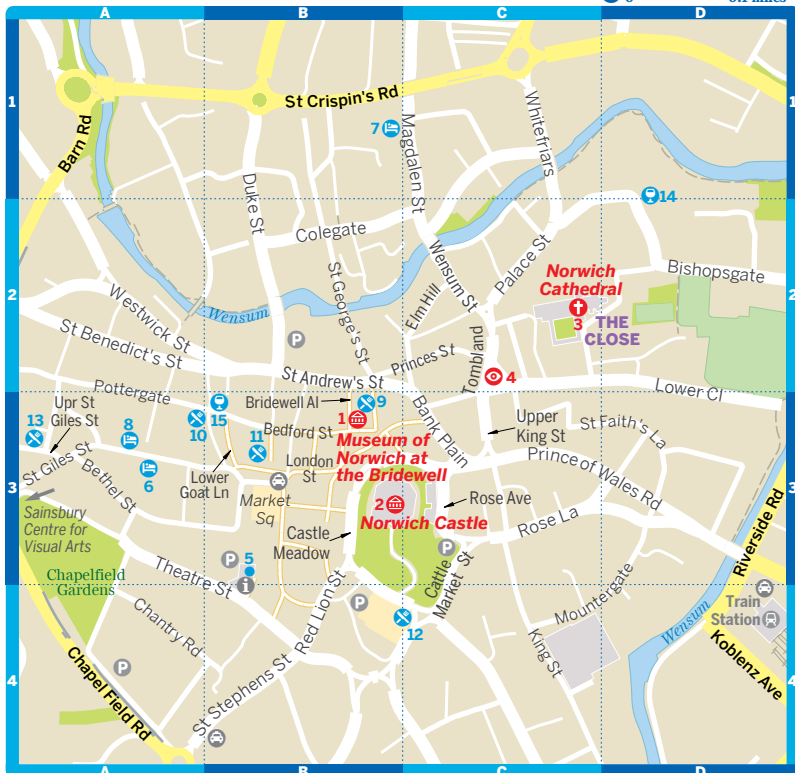 A
B
C
D
1
St Crispin's Rd
Barn Rd
7
Magdalen St
Whitefriars
1
14
Duke St
Colegate
Wensum St
Palace St
Norwich
Cathedral
Bishopsgate
2
Westwick St
Wensum
St George's St
Elm Hill
3
THE
CLOSE
2
St Benedict's St
Princes St
Tombland
4
St Andrew's St
Lower Cl
Pottergate
Bridewell Al
9
Upr St
Giles St
13
8
10
15
11
Bedford St
1
Museum of
Norwich at
the Bridewell
Bank Plain
Upper
King St
St Faith's La
St Giles St
Bethel St
6
Lower
Goat Ln
London
St
Prince of Wales Rd
3
Market
Sq
2
Norwich Castle
Rose Ave
Rose La
3
Sainsbury
Centre for
Visual Arts
Castle
Meadow
Riverside Rd
P
5
P
Cattle
Market St
Chapelfield
Gardens
Theatre St
i
Red Lion St
P
12
Mountergate
Train
Station
Wensum
Chantry Rd
King St
Koblenz Ave
4
P
Chapel Field Rd
St Stephens St
4
P
A
B
C
D